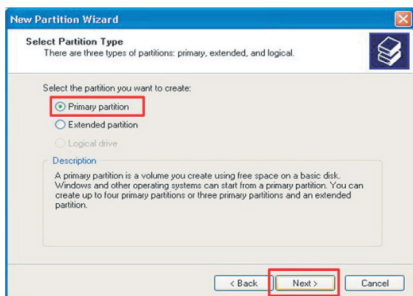 New Partition Wizard
Select Partition Type
There are three types of partitions: primary, extended, and logical.
Select the partition you want to create:
Primary partition
Extended partition
Logical drive
Description
A primary partition is a volume you create using free space on a basic disk.
Windows and other operating systems can start from a primary partition. You can
create up to four primary partitions or three primary partitions and an extended
partition.
< Back
Next >
Cancel